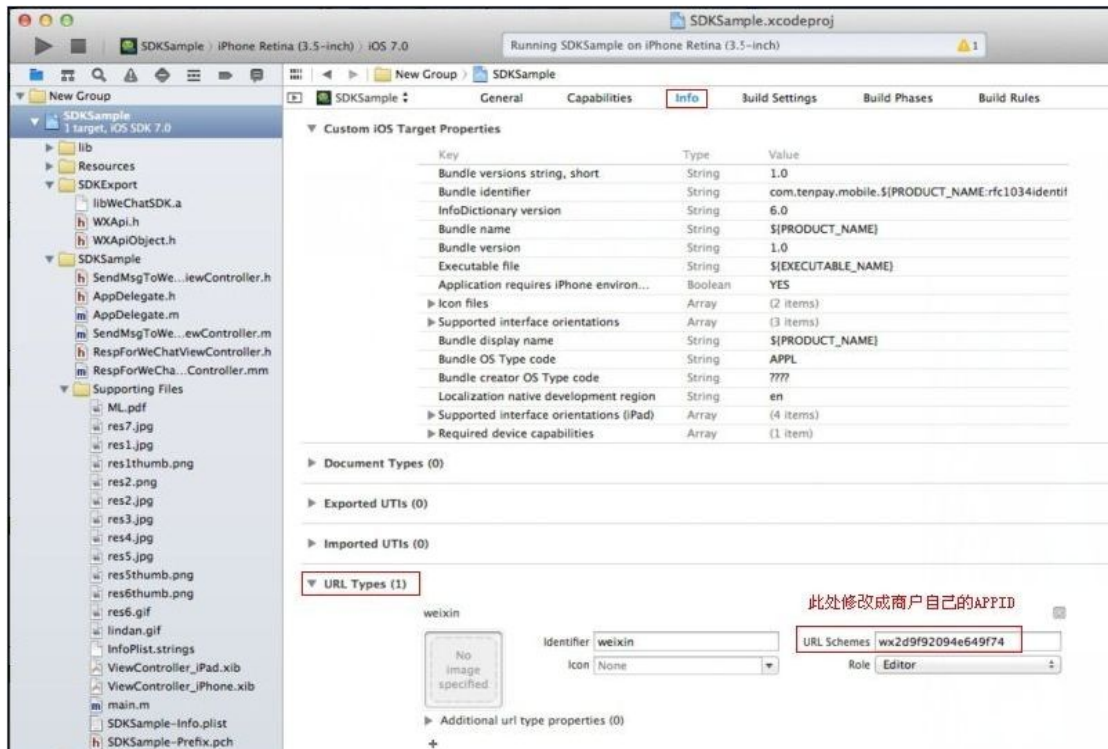 SDKSample.xcodeproj
SDKSample iPhone Retina (3.5-inch) iOS 7.0
Running SDKSample on iPhone Retina (3.5-inch)
1
New Group SDKSample
New Group
SDKSample
1 target, iOS SDK 7.0
lib
Resources
SDKExport
libWeChatSDK.a
h WXApi.h
h WXApiObject.h
SDKSample
h SendMsgToWe...iewController.h
h AppDelegate.h
m AppDelegate.m
m SendMsgToWe...ewController.m
h RespForWeChatViewController.h
m RespForWeCha...Controller.mm
Supporting Files
ML.pdf
res7.jpg
res1.jpg
res1thumb.png
res2.png
res2.jpg
res3.jpg
res4.jpg
res5.jpg
res5thumb.png
res6thumb.png
res6.gif
lindan.gif
InfoPlist.strings
ViewController_iPad.xib
ViewController_iPhone.xib
m main.m
SDKSample-Info.plist
h SDKSample-Prefix.pch
SDKSample General Capabilities Info Build Settings Build Phases Build Rules
Custom iOS Target Properties
Key Type Value
Bundle versions string, short String 1.0
Bundle identifier String com.tenpay.mobile.${PRODUCT_NAME:rfc1034identif
InfoDictionary version String 6.0
Bundle name String ${PRODUCT_NAME}
Bundle version String 1.0
Executable file String ${EXECUTABLE_NAME}
Application requires iPhone environ... Boolean YES
Icon files Array (2 items)
Supported interface orientations Array (3 items)
Bundle display name String ${PRODUCT_NAME}
Bundle OS Type code String APPL
Bundle creator OS Type code String ????
Localization native development region String en
Supported interface orientations (iPad) Array (4 items)
Required device capabilities Array (1 item)
Document Types (0)
Exported UTIs (0)
Imported UTIs (0)
URL Types (1)
此处修改成商户自己的APPID
weixin
No image specified
Identifier weixin URL Schemes wx2d9f92094e649f74
Icon None Role Editor
Additional url type properties (0)
+